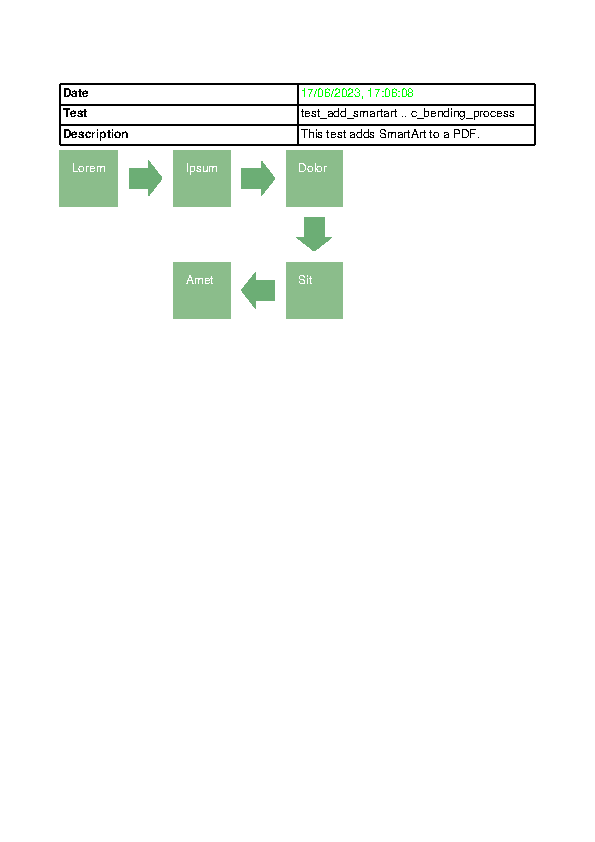 Date 17/06/2023, 17:06:08
Test test_add_smartart .. c_bending_process
Description This test adds SmartArt to a PDF.
Lorem Ipsum Dolor
Amet Sit